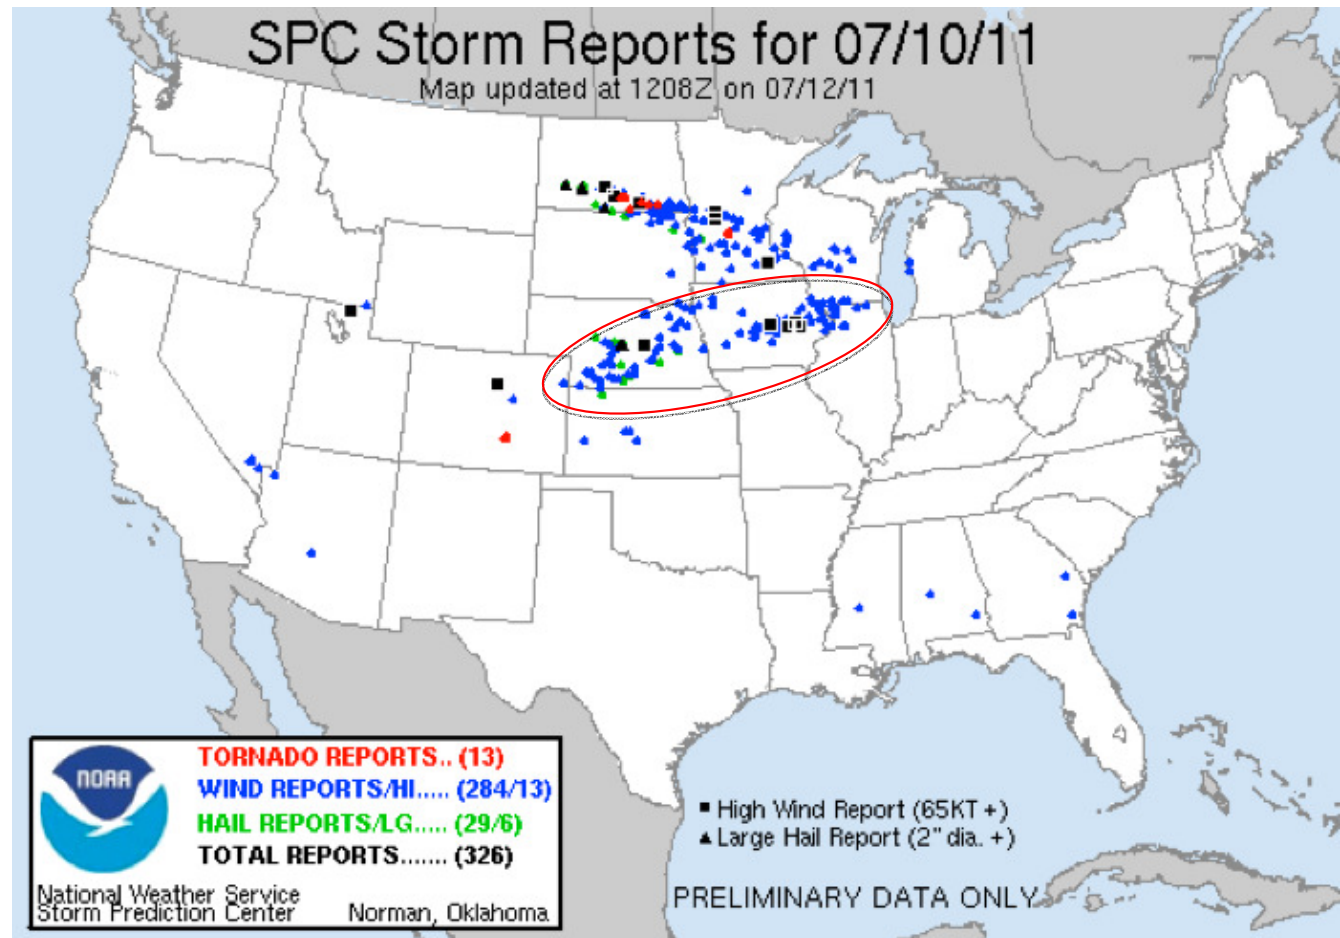 SPC Storm Reports for 07/10/11
Map updated at 1208Z on 07/12/11
NOAA
TORNADO REPORTS.. (13)
WIND REPORTS/HI..... (284/13)
HAIL REPORTS/LG..... (29/6)
TOTAL REPORTS....... (326)
National Weather Service
Storm Prediction Center Norman, Oklahoma
High Wind Report (65KT +)
Large Hail Report (2" dia. +)
PRELIMINARY DATA ONLY